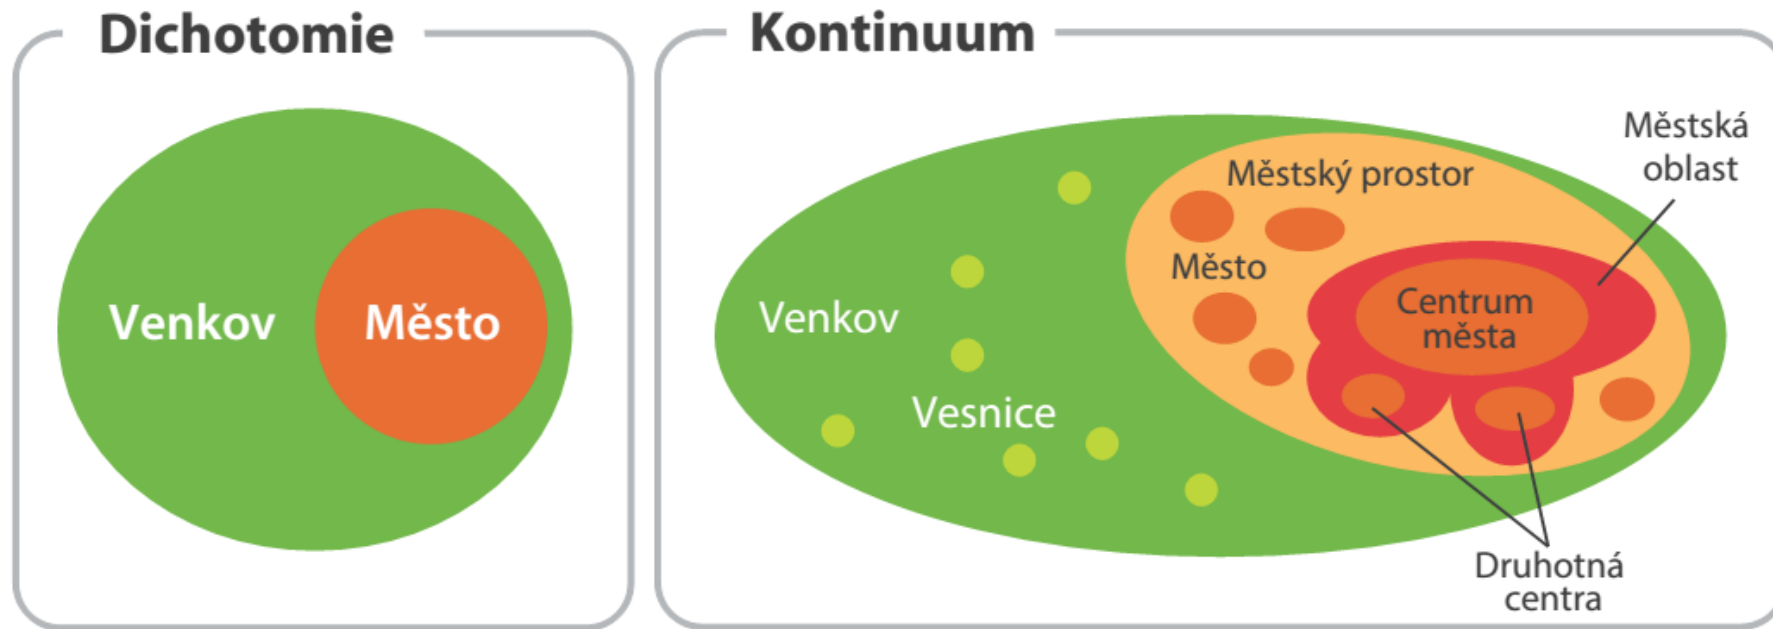 Dichotomie
Venkov
Město
Kontinuum
Městská
oblast
Městský prostor
Město
Centrum
města
Venkov
Vesnice
Druhotná
centra